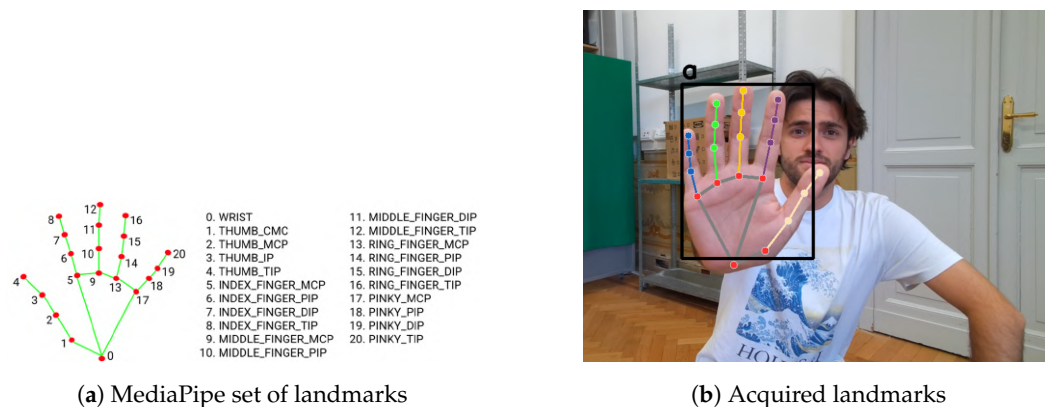 12
8
11
16
7
15
6
10
14
20
4
5
9
13
19
18
3
17
2
1
0
0. WRIST
1. THUMB_CMC
2. THUMB_MCP
3. THUMB_IP
4. THUMB_TIP
5. INDEX_FINGER_MCP
6. INDEX_FINGER_PIP
7. INDEX_FINGER_DIP
8. INDEX_FINGER_TIP
9. MIDDLE_FINGER_MCP
10. MIDDLE_FINGER_PIP
11. MIDDLE_FINGER_DIP
12. MIDDLE_FINGER_TIP
13. RING_FINGER_MCP
14. RING_FINGER_PIP
15. RING_FINGER_DIP
16. RING_FINGER_TIP
17. PINKY_MCP
18. PINKY_PIP
19. PINKY_DIP
20. PINKY_TIP
(a) MediaPipe set of landmarks
a
(b) Acquired landmarks